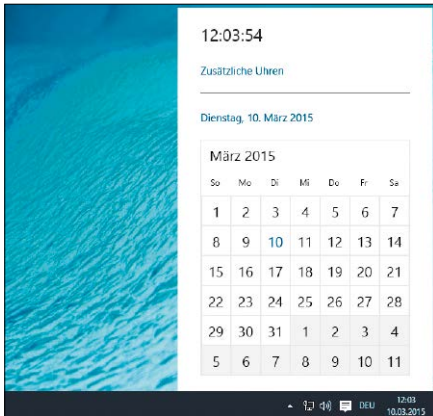 12:03:54
Zusätzliche Uhren
Dienstag, 10. März 2015
März 2015
So Mo Di Mi Do Fr Sa
1 2 3 4 5 6 7
8 9 10 11 12 13 14
15 16 17 18 19 20 21
22 23 24 25 26 27 28
29 30 31 1 2 3 4
5 6 7 8 9 10 11
DEU 12:03
10.03.2015